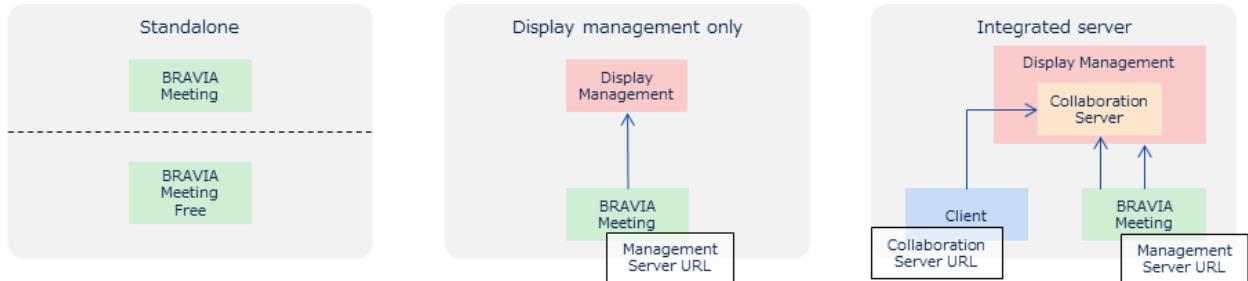 Standalone
BRAVIA
Meeting
BRAVIA
Meeting
Free
Display management only
Display
Management
BRAVIA
Meeting
Management
Server URL
Integrated server
Display Management
Collaboration
Server
Client
Collaboration
Server URL
BRAVIA
Meeting
Management
Server URL